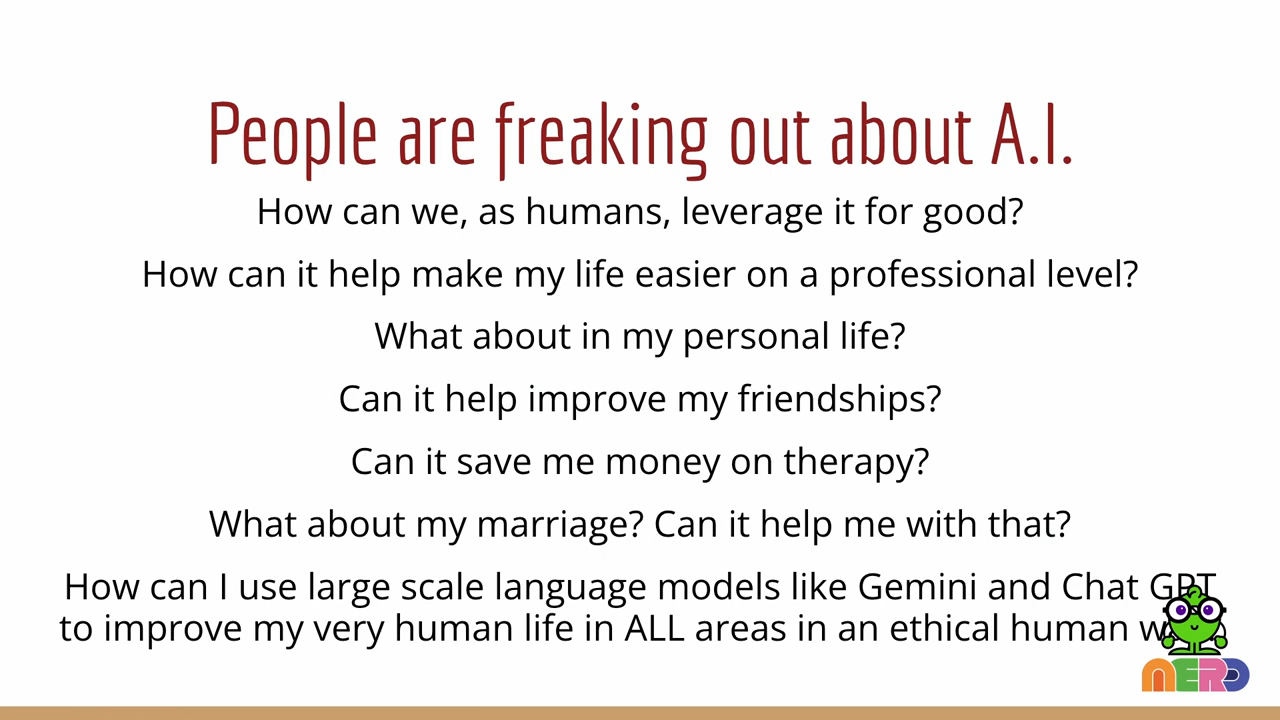 People are freaking out about A.I.
How can we, as humans, leverage it for good?
How can it help make my life easier on a professional level?
What about in my personal life?
Can it help improve my friendships?
Can it save me money on therapy?
What about my marriage? Can it help me with that?
How can I use large scale language models like Gemini and Chat GPT
to improve my very human life in ALL areas in an ethical human
NERD